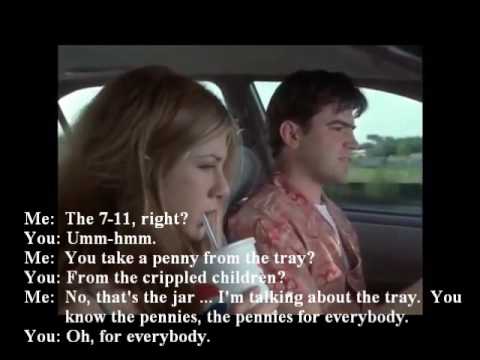 Me: The 7-11, right?
You: Umm-hmm.
Me: You take a penny from the tray?
You: From the crippled children?
Me: No, that's the jar ... I'm talking about the tray. You
know the pennies, the pennies for everybody.
You: Oh, for everybody.